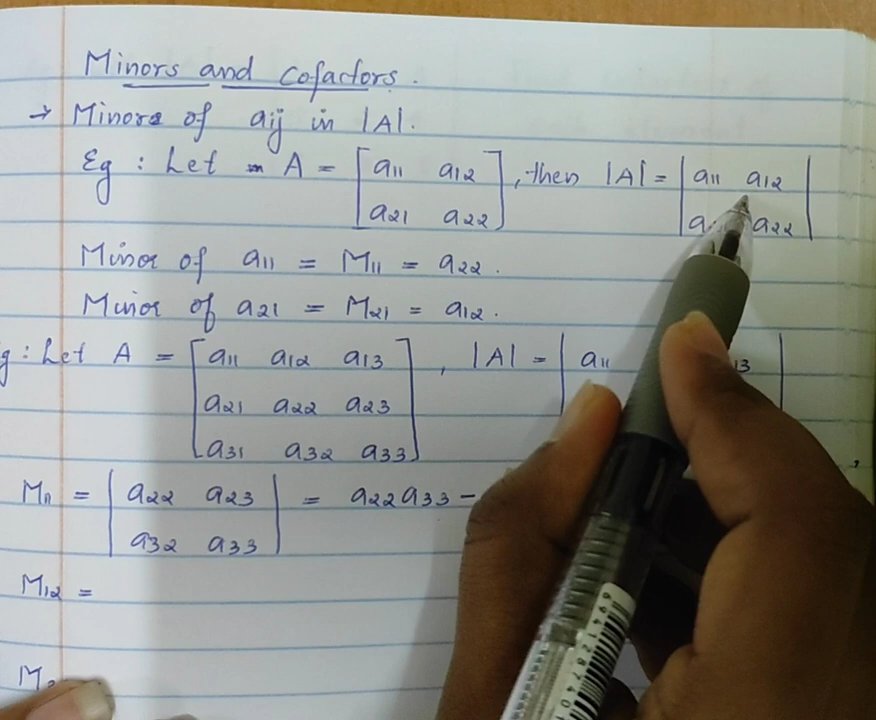 Minors and cofactors.
→ Minors of aij in |A|.
Eg : Let A = [a11 a12, then |A| = |a11 a12|
a21 a22] a22|
Minor of a11 = M11 = a22.
Minor of a21 = M21 = a12.
g : Let A = [a11 a12 a13], |A| = |a11 13|
a21 a22 a23
a31 a32 a33]
M11 = |a22 a23| = a22a33 -
a32 a33|
M12 =
M
694128740